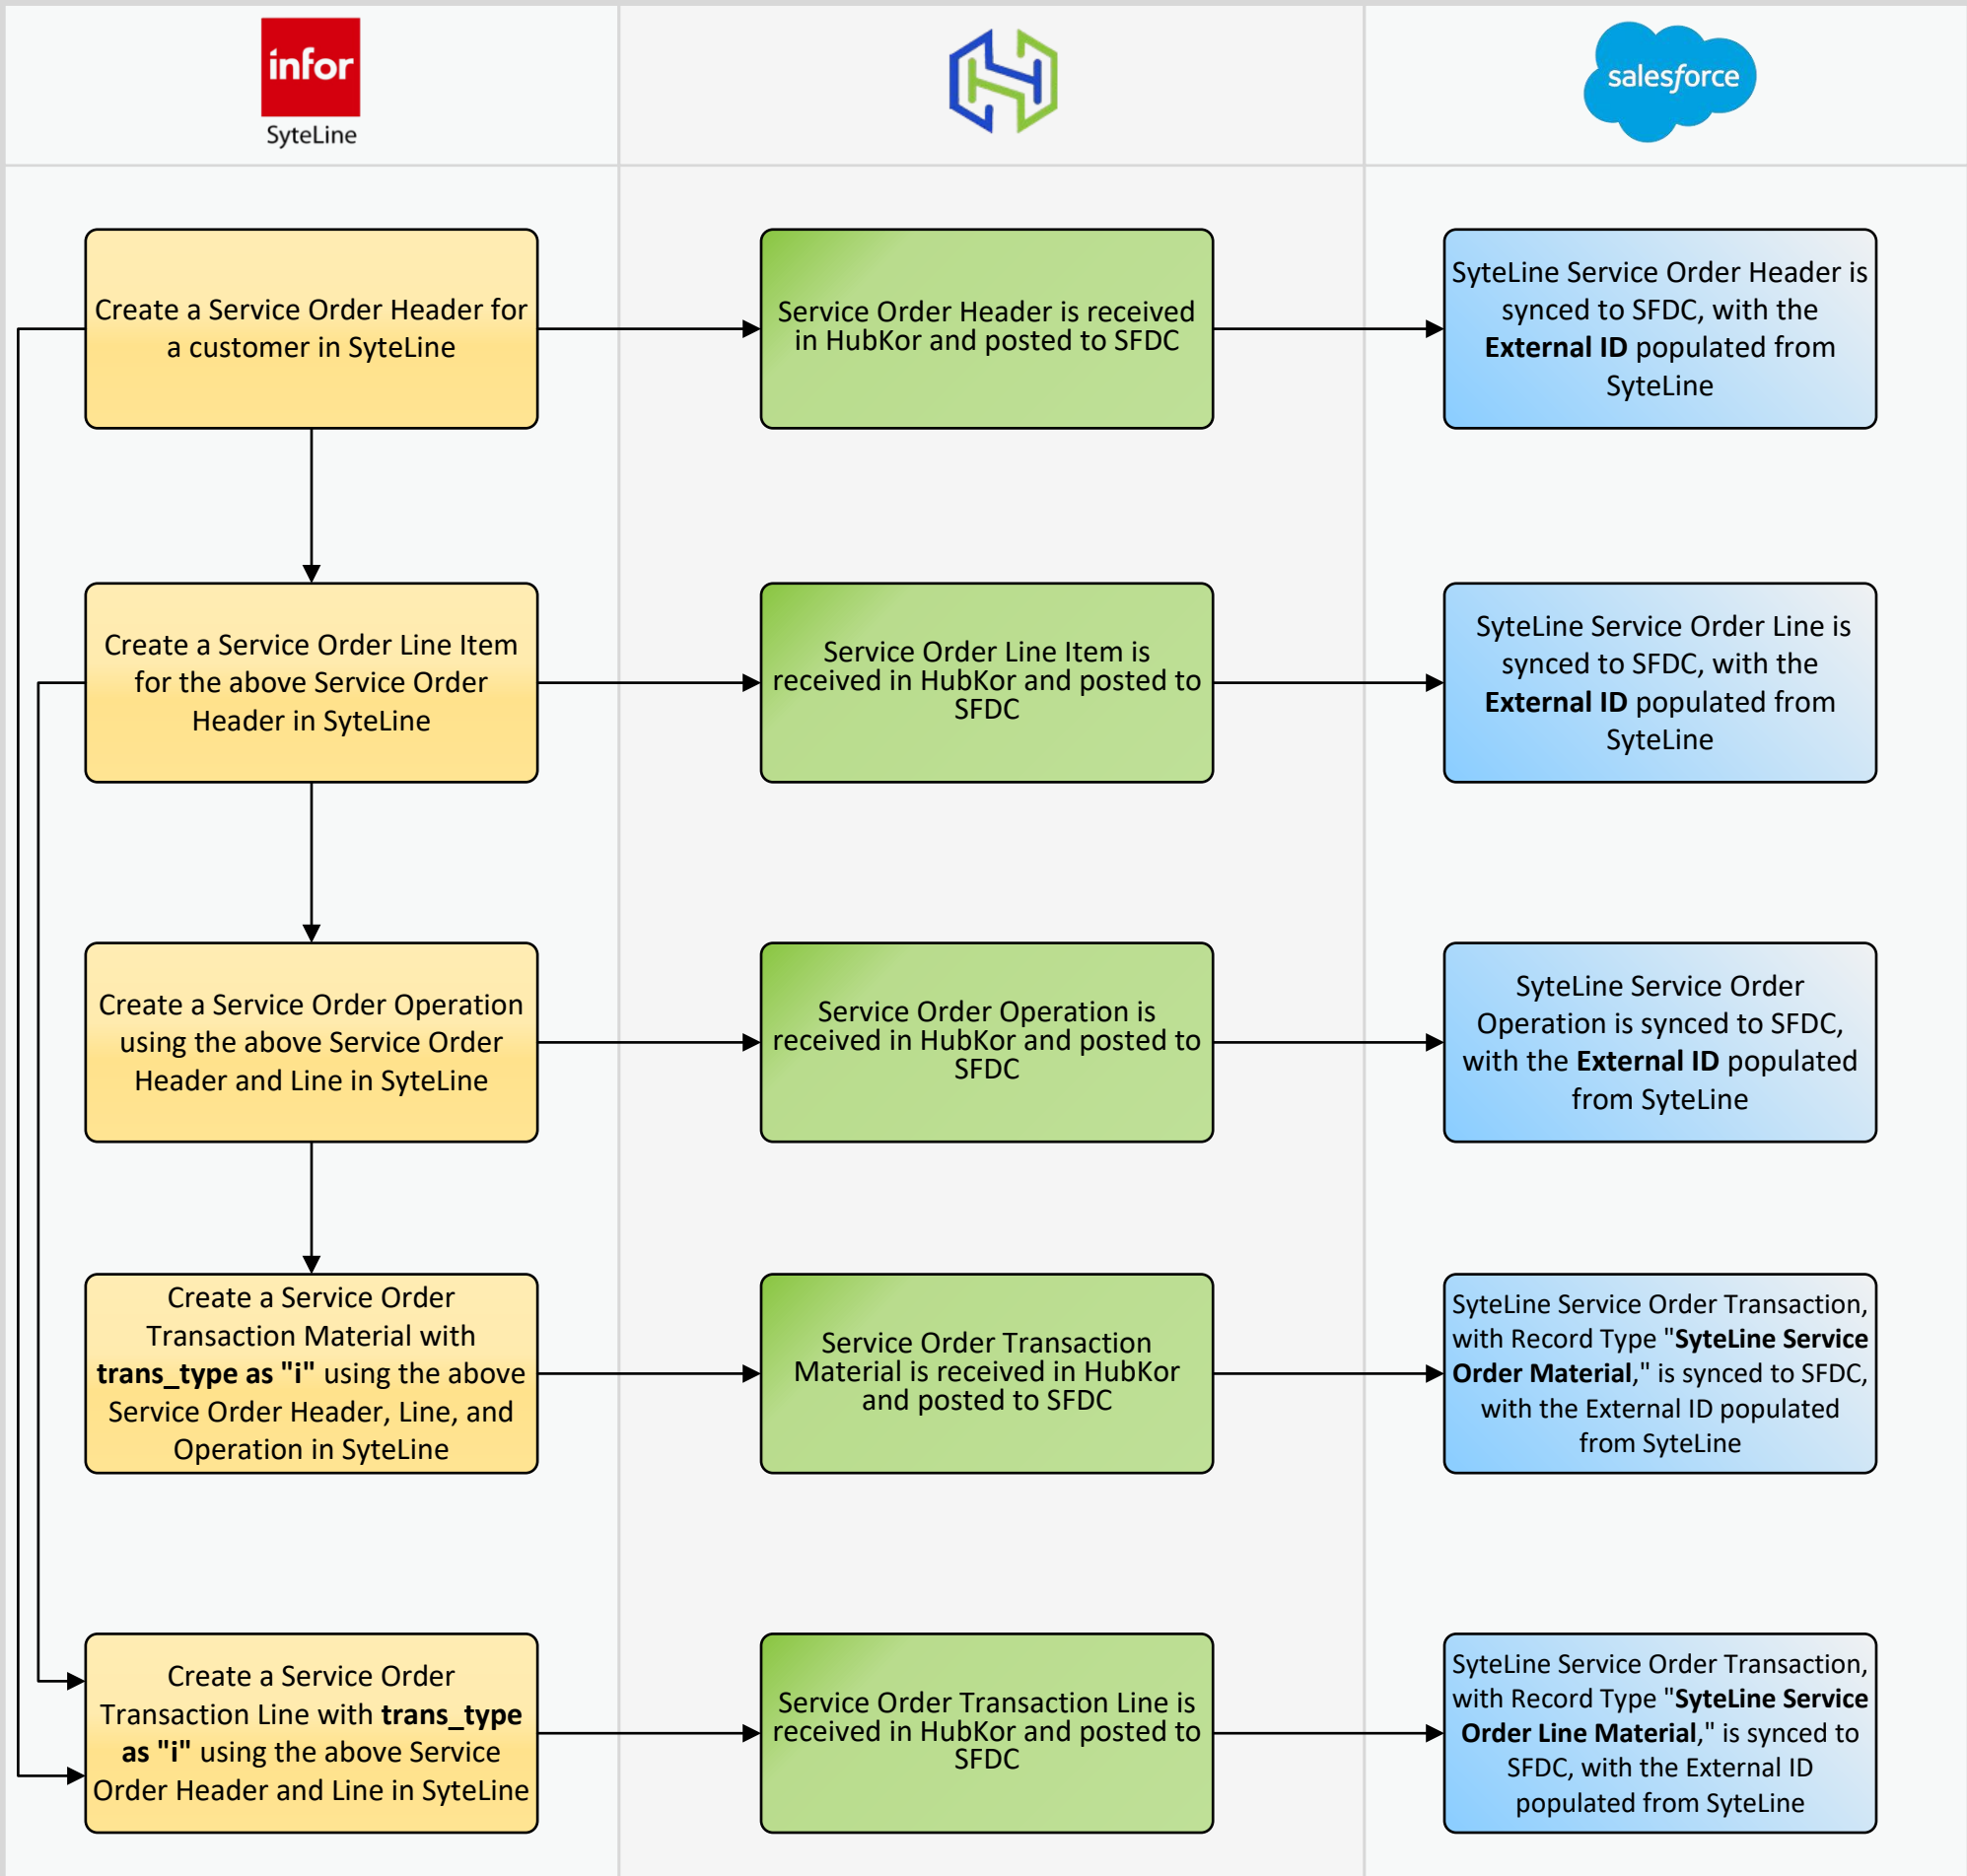 infor
SyteLine
salesforce
Create a Service Order Header for
a customer in SyteLine
Service Order Header is received
in HubKor and posted to SFDC
SyteLine Service Order Header is
synced to SFDC, with the
External ID populated from
SyteLine
Create a Service Order Line Item
for the above Service Order
Header in SyteLine
Service Order Line Item is
received in HubKor and posted to
SFDC
SyteLine Service Order Line is
synced to SFDC, with the
External ID populated from
SyteLine
Create a Service Order Operation
using the above Service Order
Header and Line in SyteLine
Service Order Operation is
received in HubKor and posted to
SFDC
SyteLine Service Order
Operation is synced to SFDC,
with the External ID populated
from SyteLine
Create a Service Order
Transaction Material with
trans_type as "i" using the above
Service Order Header, Line, and
Operation in SyteLine
Service Order Transaction
Material is received in HubKor
and posted to SFDC
SyteLine Service Order Transaction,
with Record Type "SyteLine Service
Order Material," is synced to SFDC,
with the External ID populated
from SyteLine
Create a Service Order
Transaction Line with trans_type
as "i" using the above Service
Order Header and Line in SyteLine
Service Order Transaction Line is
received in HubKor and posted to
SFDC
SyteLine Service Order Transaction,
with Record Type "SyteLine Service
Order Line Material," is synced to
SFDC, with the External ID
populated from SyteLine